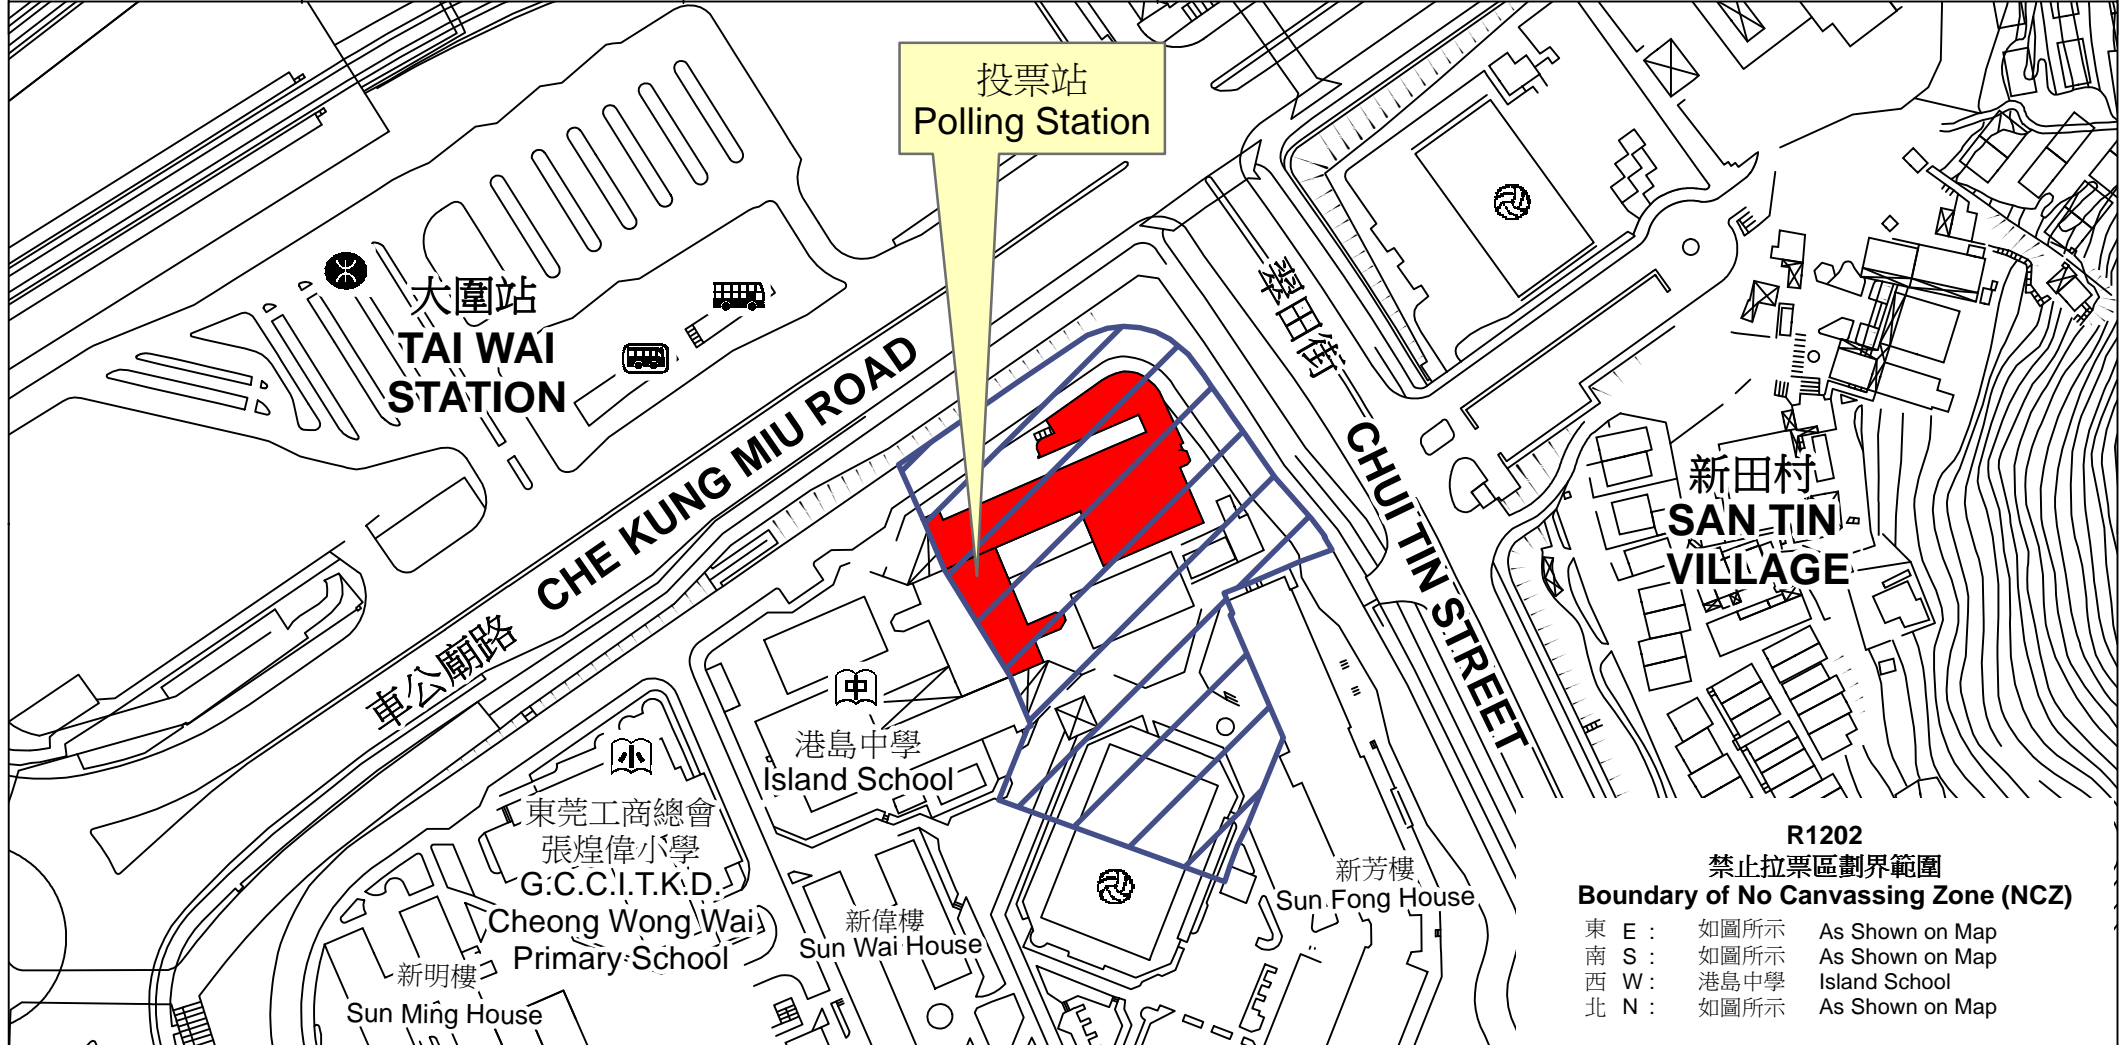 投票站
Polling Station
大圍站
TAI WAI
STATION
車公廟路 CHE KUNG MIU ROAD
翠田街 CHUI TIN STREET
新田村
SAN TIN
VILLAGE
中
港島中學
Island School
小
東莞工商總會
張煌偉小學
G.C.C.I.T.K.D.
Cheong Wong Wai
Primary School
新明樓
Sun Ming House
新偉樓
Sun Wai House
新芳樓
Sun Fong House
R1202
禁止拉票區劃界範圍
Boundary of No Canvassing Zone (NCZ)
東 E : 如圖所示 As Shown on Map
南 S : 如圖所示 As Shown on Map
西 W : 港島中學 Island School
北 N : 如圖所示 As Shown on Map